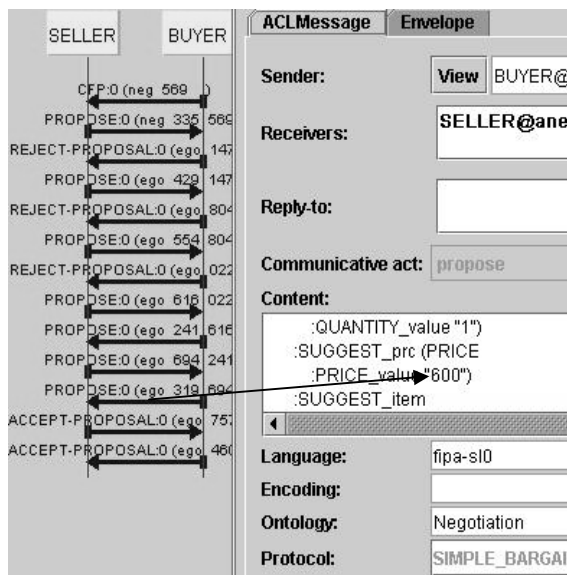 SELLER BUYER
CFP:0 (neg 569 )
PROPOSE:0 (neg 335 569
REJECT-PROPOSAL:0 (ego 147
PROPOSE:0 (ego 429 147
REJECT-PROPOSAL:0 (ego 804
PROPOSE:0 (ego 554 804
REJECT-PROPOSAL:0 (ego 022
PROPOSE:0 (ego 616 022
PROPOSE:0 (ego 241 616
PROPOSE:0 (ego 694 241
PROPOSE:0 (ego 319 694
ACCEPT-PROPOSAL:0 (ego 757
ACCEPT-PROPOSAL:0 (ego 460
ACLMessage Envelope
Sender: View BUYER@
Receivers: SELLER@ane
Reply-to:
Communicative act: propose
Content:
:QUANTITY_value "1")
:SUGGEST_prc (PRICE
:PRICE_value "600")
:SUGGEST_item
Language: fipa-sl0
Encoding:
Ontology: Negotiation
Protocol: SIMPLE_BARGAI